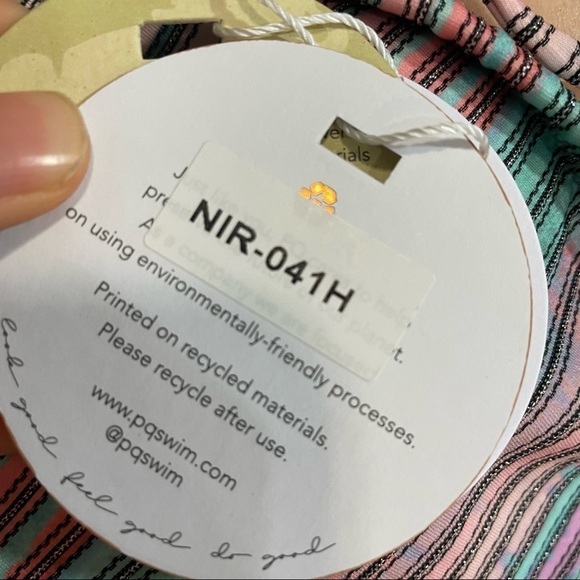 rials
NIR-041H
on using environmentally-friendly processes.
Printed on recycled materials.
Please recycle after use.
www.pqswim.com
@pqswim
look good feel good do good